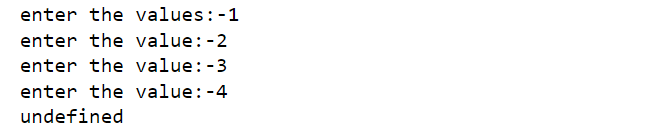 enter the values:-1
enter the value:-2
enter the value:-3
enter the value:-4
undefined